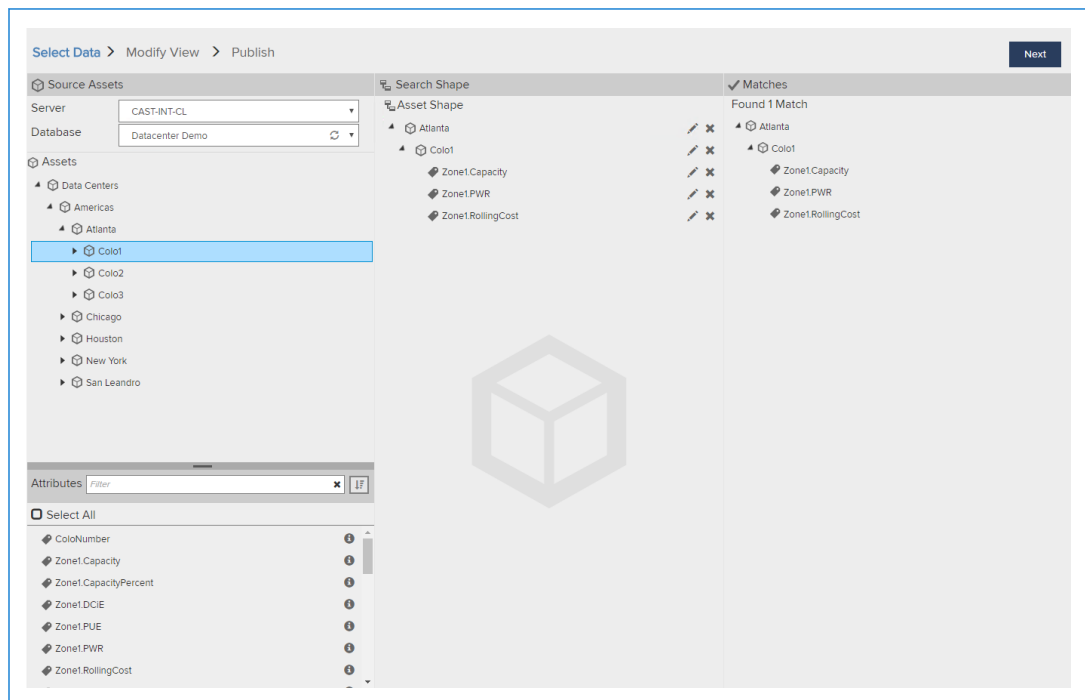 Select Data > Modify View > Publish
Next
Source Assets
Server
CAST-INT-CL
Database
Datacenter Demo
Assets
Data Centers
Americas
Atlanta
Colo1
Colo2
Colo3
Chicago
Houston
New York
San Leandro
Attributes
Filter
Select All
ColoNumber
Zone1.Capacity
Zone1.CapacityPercent
Zone1.DCiE
Zone1.PUE
Zone1.PWR
Zone1.RollingCost
Search Shape
Asset Shape
Atlanta
Colo1
Zone1.Capacity
Zone1.PWR
Zone1.RollingCost
Matches
Found 1 Match
Atlanta
Colo1
Zone1.Capacity
Zone1.PWR
Zone1.RollingCost